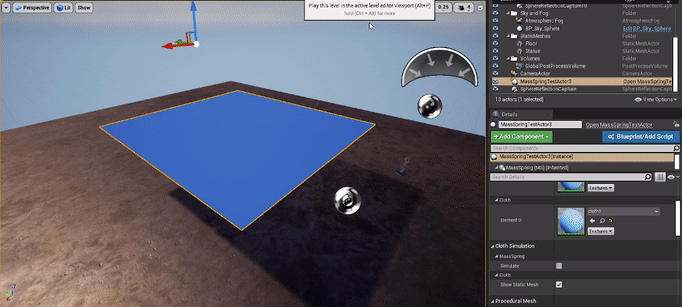 Perspective
Lit
Show
Play this level in the active level editor viewport (Alt+P)
hold (Ctrl + Alt) for more
0.25
4
SphereReflectionCapture10
Sky and Fog
Folder
Atmospheric Fog
AtmosphericFog
BP_Sky_Sphere
Edit BP_Sky_Sphere
StaticMeshes
Folder
Floor
StaticMeshActor
Statue
StaticMeshActor
Volumes
Folder
GlobalPostProcessVolume
PostProcessVolume
CameraActor
CameraActor
MassSpringTestActor3
Open MassSpringTest
SphereReflectionCapture
SphereReflectionCapture
13 actors (1 selected)
View Options
Details
MassSpringTestActor3
Open MassSpringTestActor
+ Add Component
Blueprint/Add Script
Search Components
MassSpringTestActor3(Instance)
MassSpring (MS) (Inherited)
Search Details
Textures
Cloth
Element 0
cloth1
Textures
Cloth Simulation
MassSpring
Simulate
Cloth
Show Static Mesh
Procedural Mesh